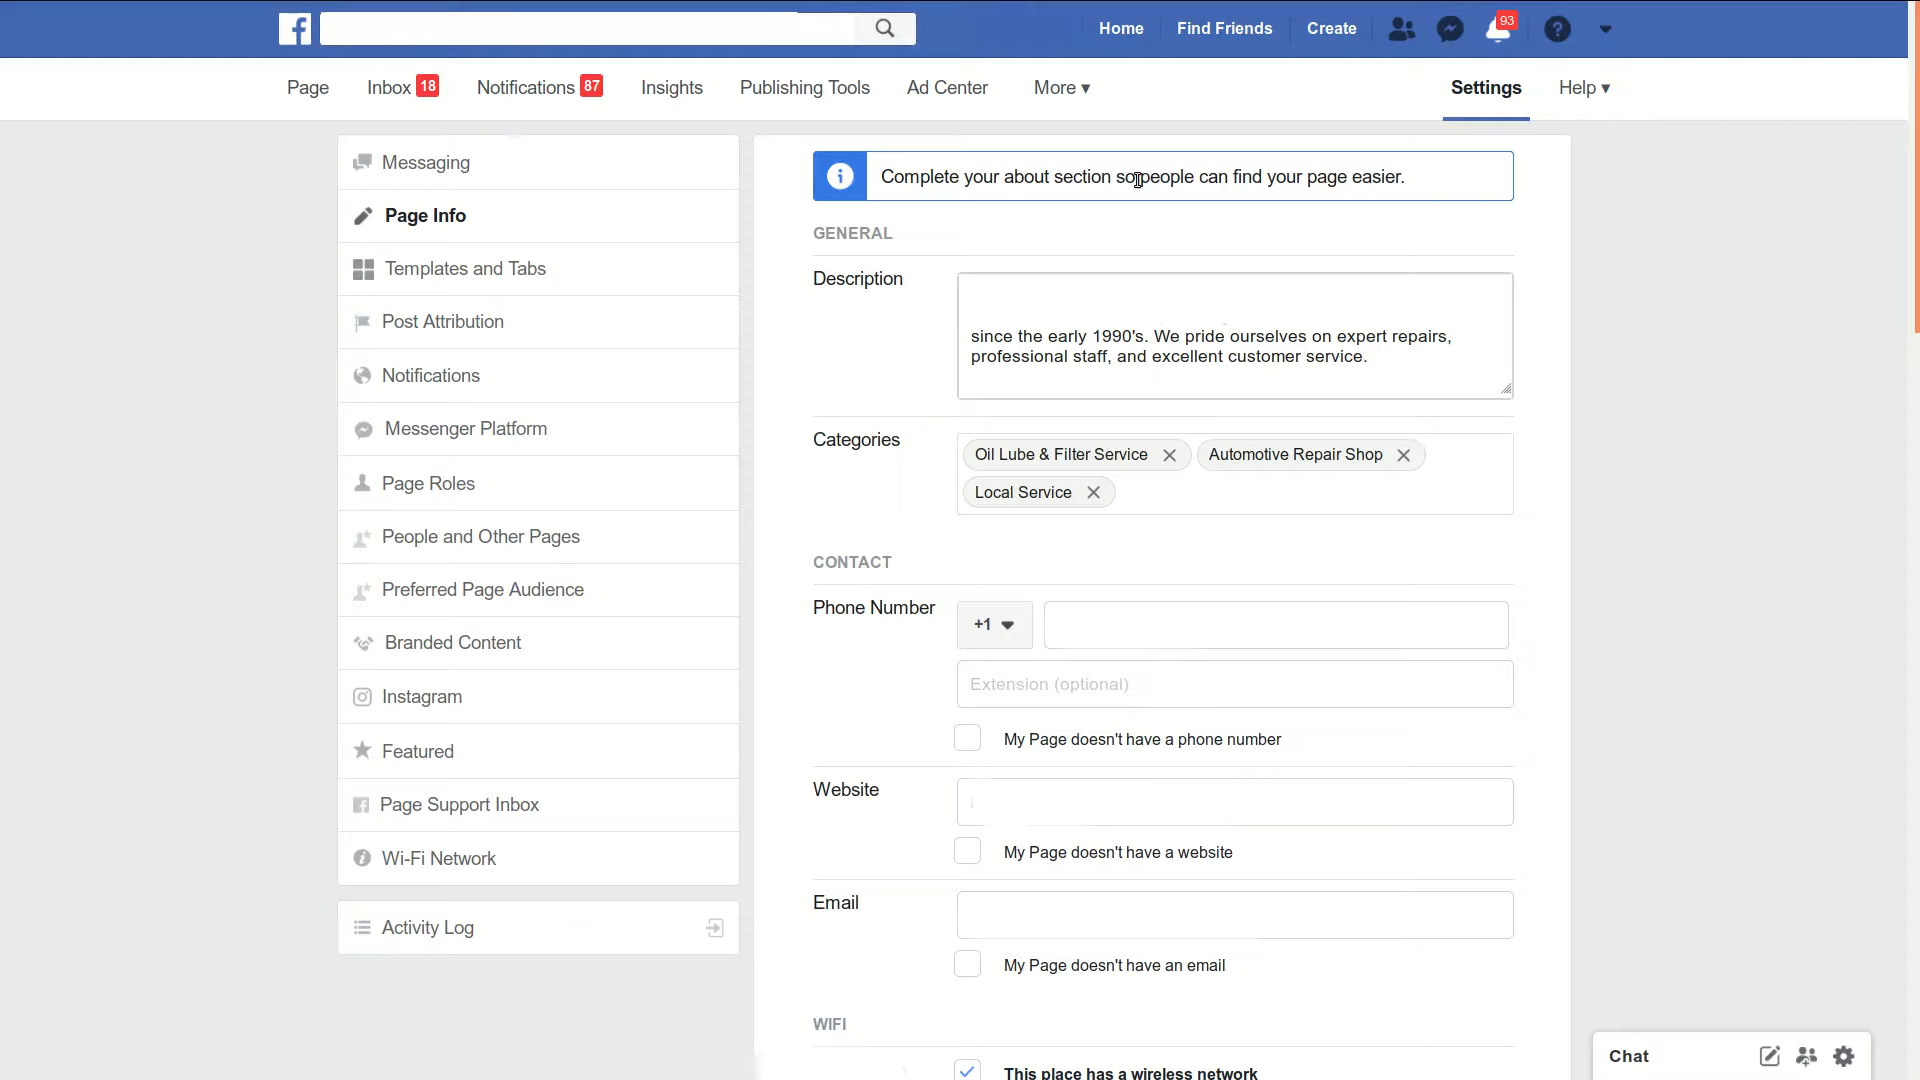 Home
Find Friends
Create
93
Page
Inbox 18
Notifications 87
Insights
Publishing Tools
Ad Center
More ▾
Settings
Help ▾
Messaging
Page Info
Templates and Tabs
Post Attribution
Notifications
Messenger Platform
Page Roles
People and Other Pages
Preferred Page Audience
Branded Content
Instagram
Featured
Page Support Inbox
Wi-Fi Network
Activity Log
Complete your about section so people can find your page easier.
GENERAL
Description
since the early 1990's. We pride ourselves on expert repairs,
professional staff, and excellent customer service.
Categories
Oil Lube & Filter Service
Automotive Repair Shop
Local Service
CONTACT
Phone Number
+1
Extension (optional)
My Page doesn't have a phone number
Website
My Page doesn't have a website
Email
My Page doesn't have an email
WIFI
This place has a wireless network
Chat